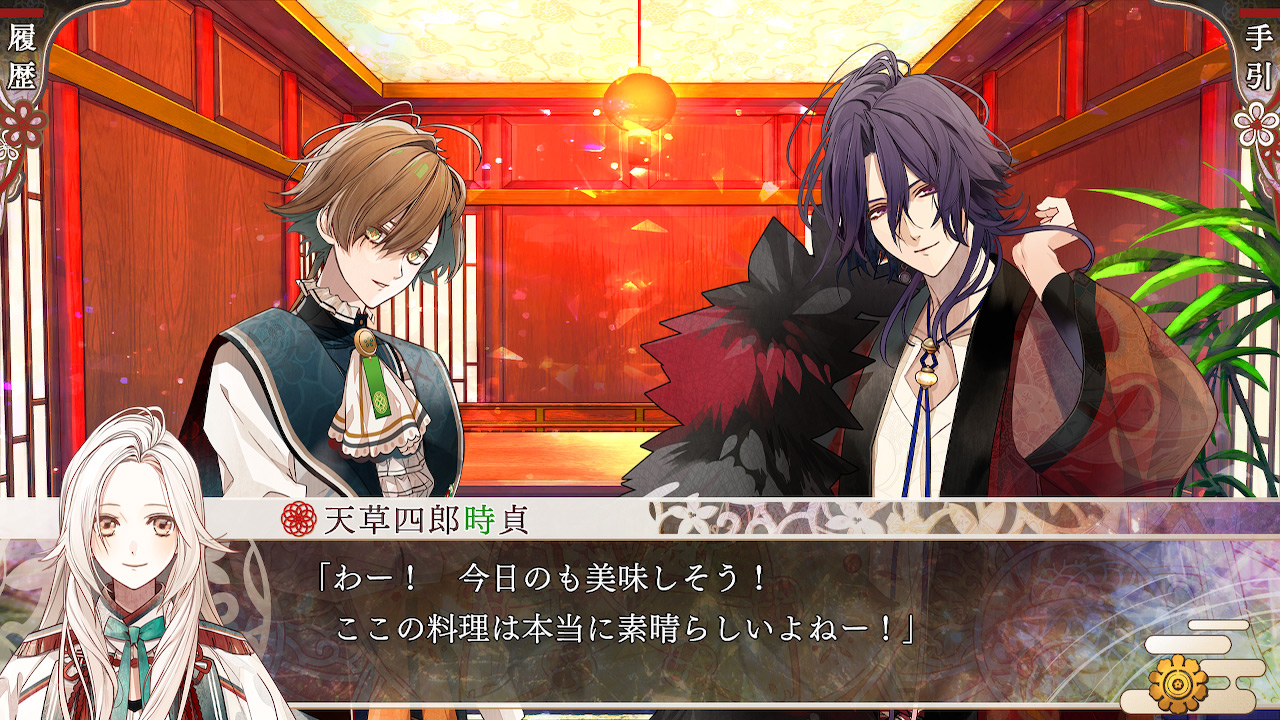 履歴
手引
天草四郎時貞
「わー！　今日のも美味しそう！
ここの料理は本当に素晴らしいよねー！」